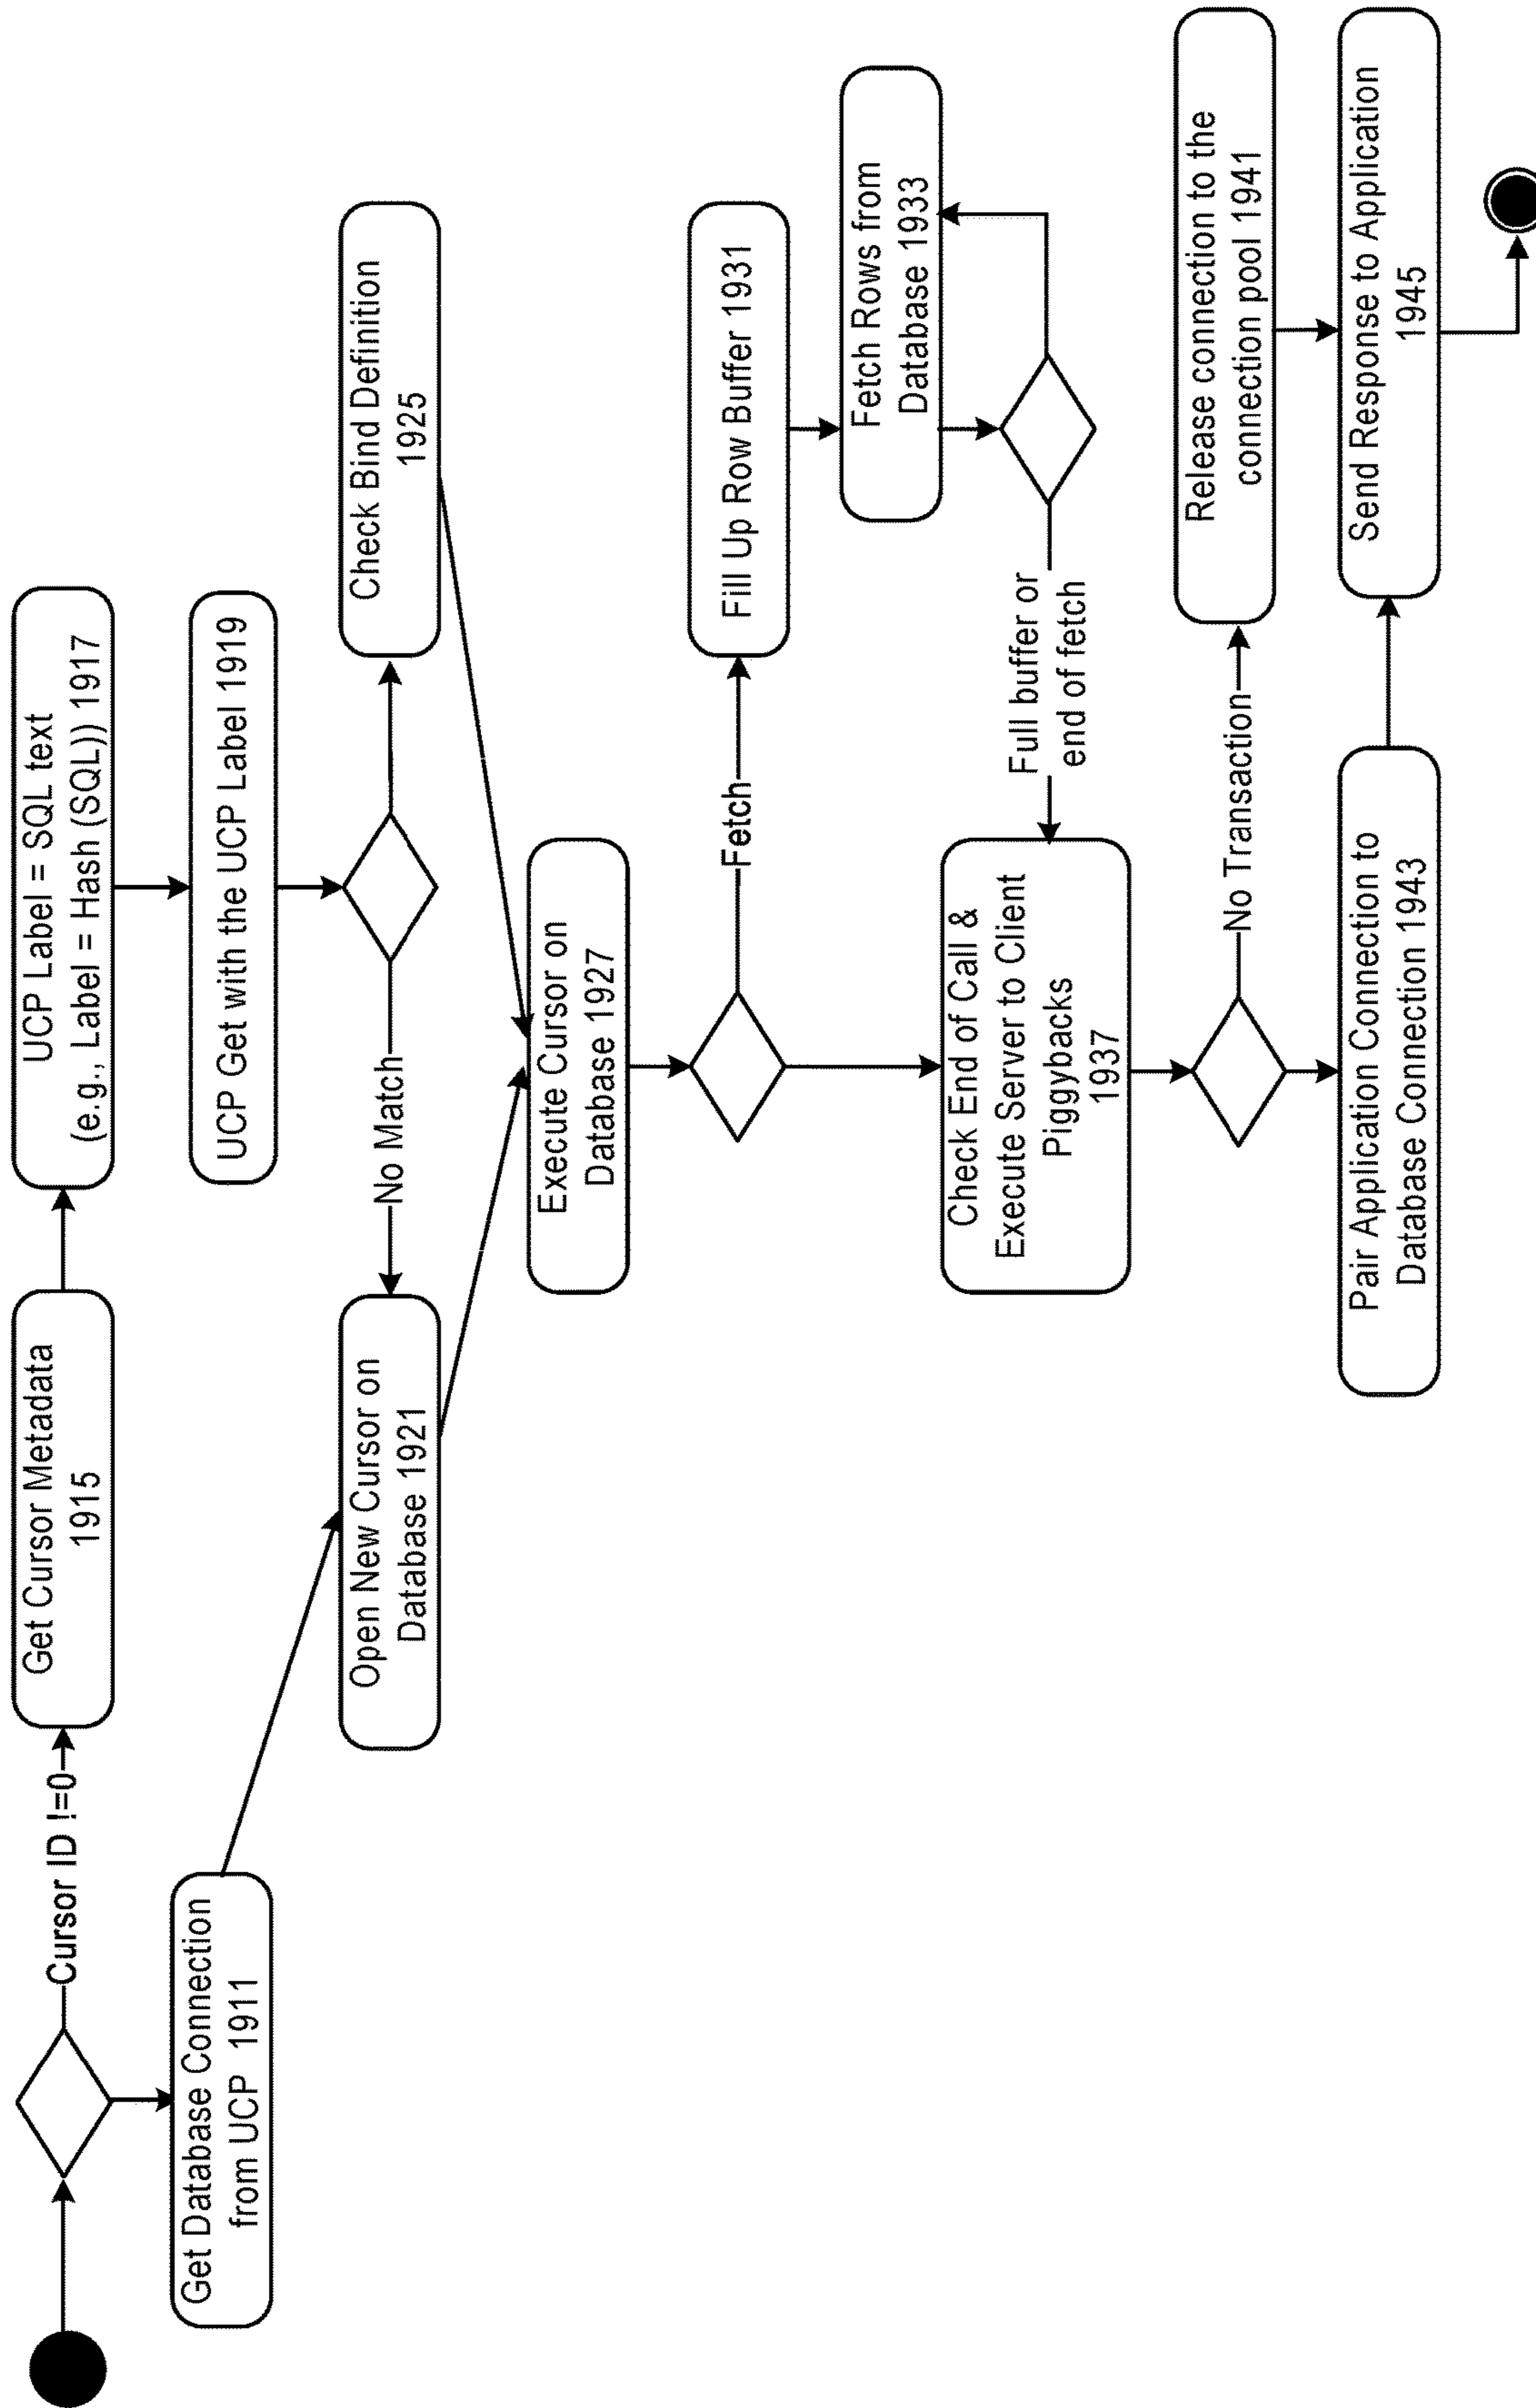 Cursor ID !=0
Get Cursor Metadata
1915
UCP Label = SQL text
(e.g., Label = Hash (SQL)) 1917
Get Database Connection
from UCP 1911
UCP Get with the UCP Label 1919
No Match
Open New Cursor on
Database 1921
Check Bind Definition
1925
Execute Cursor on
Database 1927
Fetch
Fill Up Row Buffer 1931
Fetch Rows from
Database 1933
Full buffer or
end of fetch
Check End of Call &
Execute Server to Client
Piggybacks
1937
No Transaction
Release connection to the
connection pool 1941
Pair Application Connection to
Database Connection 1943
Send Response to Application
1945